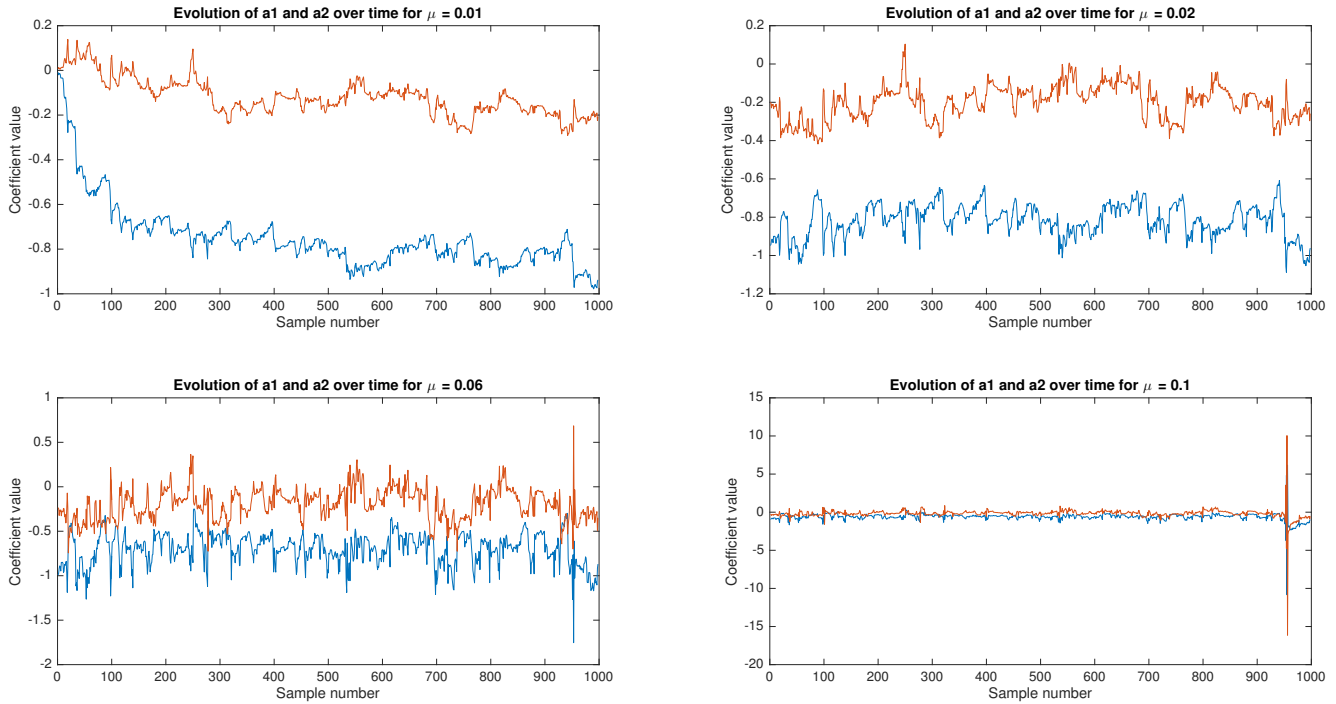 Evolution of a1 and a2 over time for μ = 0.01
0.2
0
-0.2
-0.4
-0.6
-0.8
-1
Coefficient value
0 100 200 300 400 500 600 700 800 900 1000
Sample number
Evolution of a1 and a2 over time for μ = 0.02
0.2
0
-0.2
-0.4
-0.6
-0.8
-1
-1.2
Coefficient value
0 100 200 300 400 500 600 700 800 900 1000
Sample number
Evolution of a1 and a2 over time for μ = 0.06
1
0.5
0
-0.5
-1
-1.5
-2
Coefficient value
0 100 200 300 400 500 600 700 800 900 1000
Sample number
Evolution of a1 and a2 over time for μ = 0.1
15
10
5
0
-5
-10
-15
-20
Coefficient value
0 100 200 300 400 500 600 700 800 900 1000
Sample number